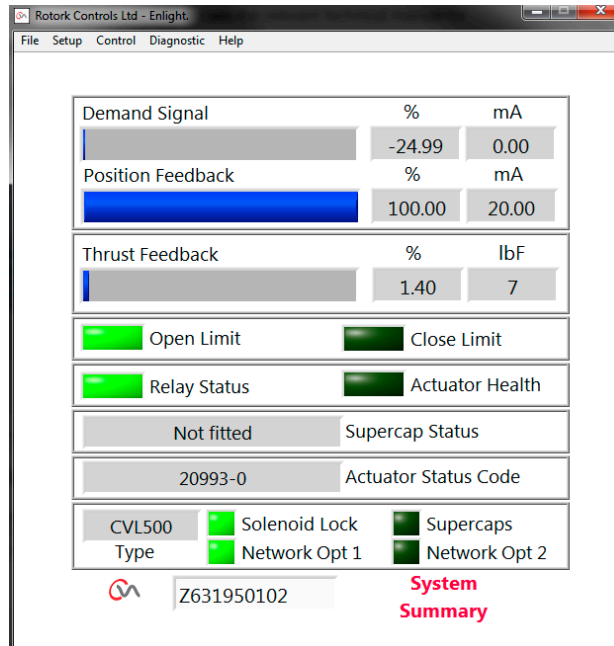 Rotork Controls Ltd - Enlight.
File Setup Control Diagnostic Help
Demand Signal % mA
-24.99 0.00
Position Feedback % mA
100.00 20.00
Thrust Feedback % lbF
1.40 7
Open Limit Close Limit
Relay Status Actuator Health
Not fitted Supercap Status
20993-0 Actuator Status Code
CVL500 Solenoid Lock Supercaps
Type Network Opt 1 Network Opt 2
Z631950102 System
Summary